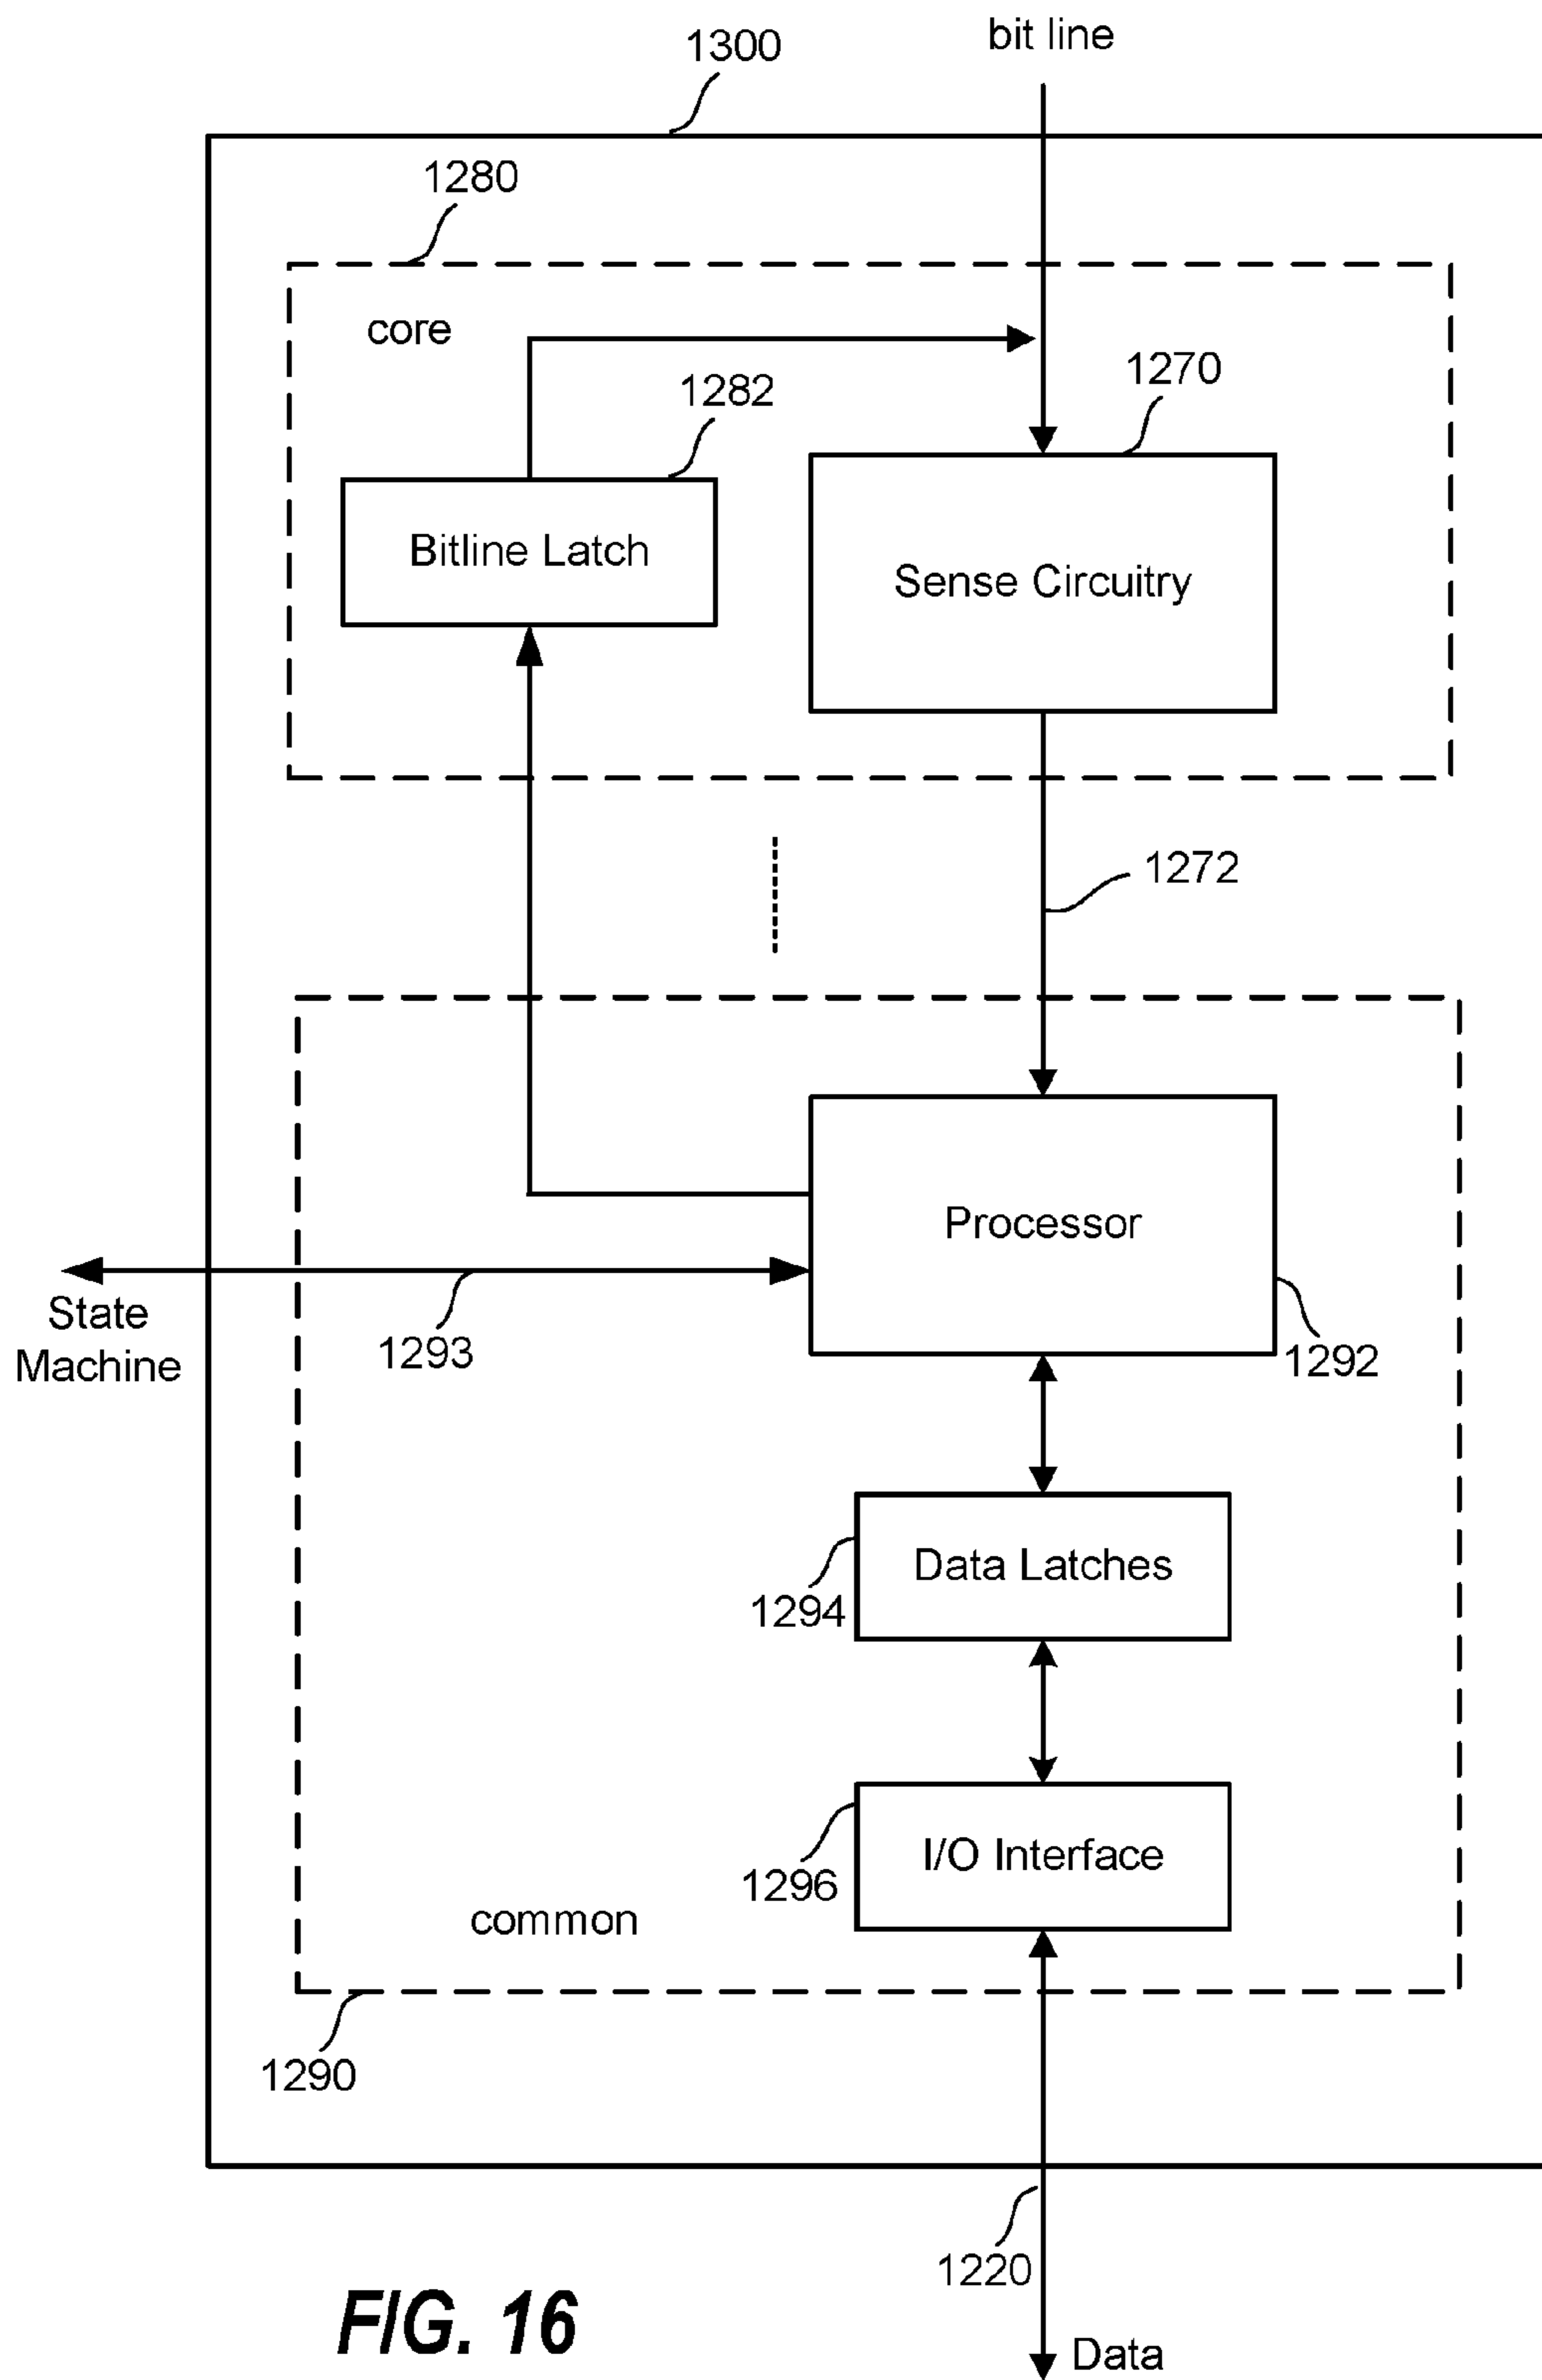 bit line
1300
1280
core
1270
1282
Bitline Latch
Sense Circuitry
1272
Processor
State
Machine
1293
1292
Data Latches
1294
I/O Interface
1296
common
1290
1220
FIG. 16
Data